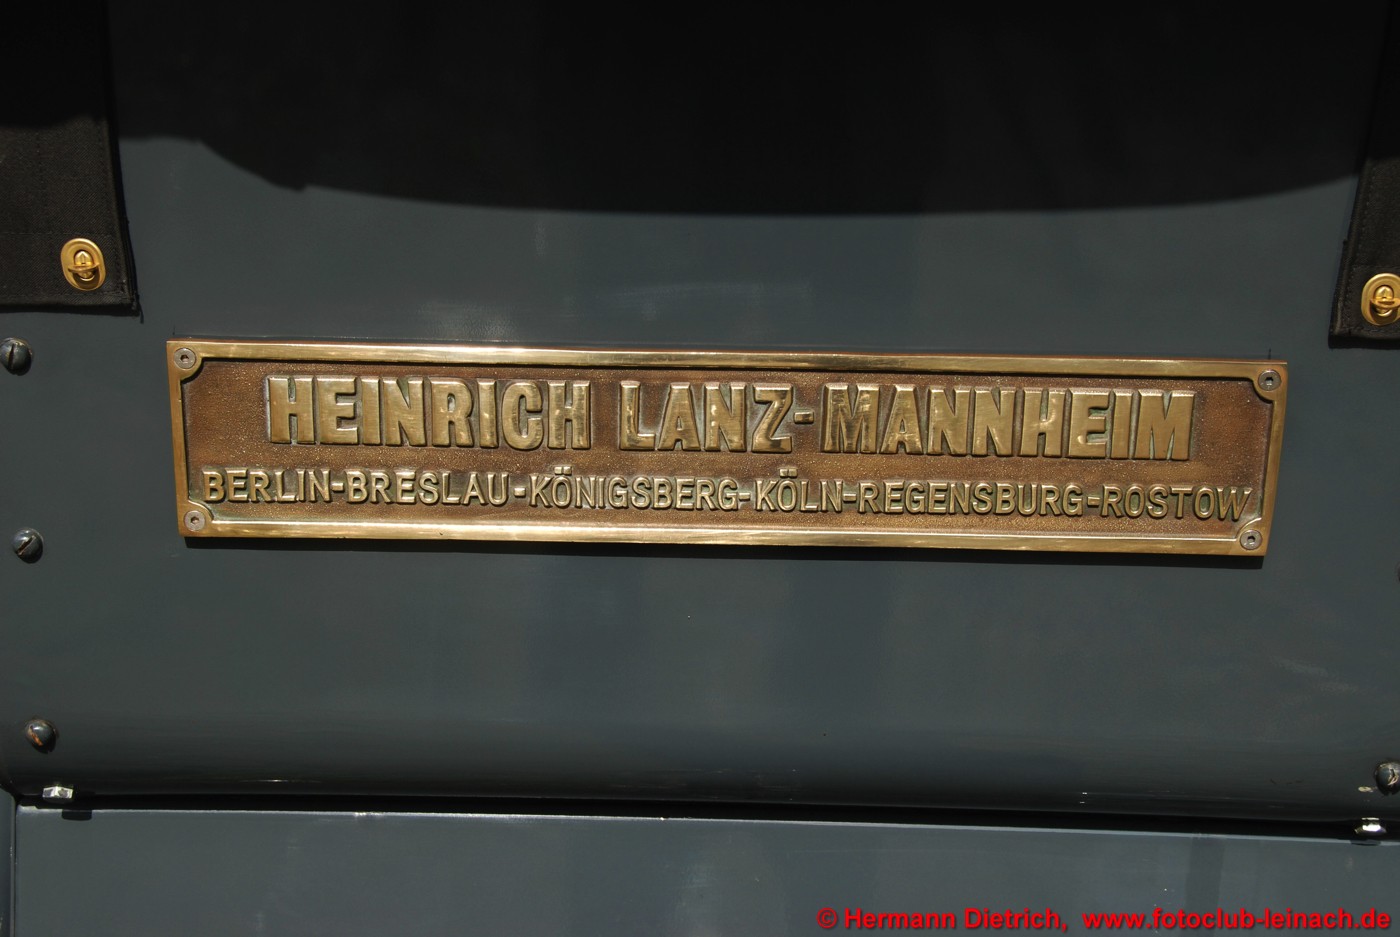 HEINRICH LANZ-MANNHEIM
BERLIN-BRESLAU-KÖNIGSBERG-KÖLN-REGENSBURG-ROSTOW
© Hermann Dietrich, www.fotoclub-leinach.de